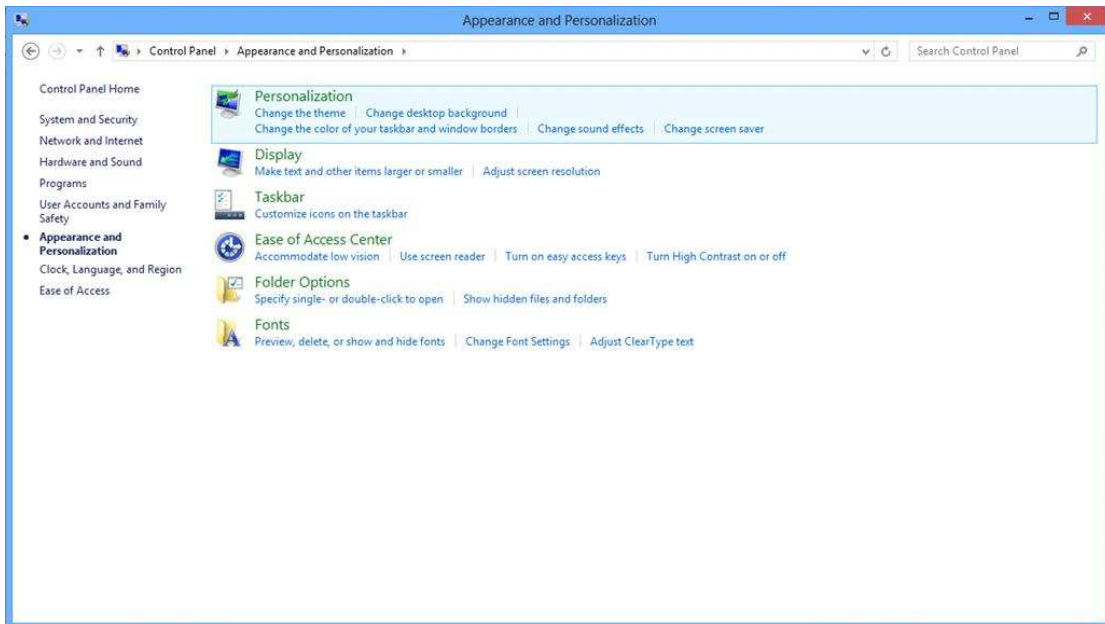 Appearance and Personalization
Control Panel Appearance and Personalization
Search Control Panel
Control Panel Home
System and Security
Network and Internet
Hardware and Sound
Programs
User Accounts and Family
Safety
Appearance and
Personalization
Clock, Language, and Region
Ease of Access
Personalization
Change the theme Change desktop background
Change the color of your taskbar and window borders Change sound effects Change screen saver
Display
Make text and other items larger or smaller Adjust screen resolution
Taskbar
Customize icons on the taskbar
Ease of Access Center
Accommodate low vision Use screen reader Turn on easy access keys Turn High Contrast on or off
Folder Options
Specify single- or double-click to open Show hidden files and folders
Fonts
Preview, delete, or show and hide fonts Change Font Settings Adjust ClearType text